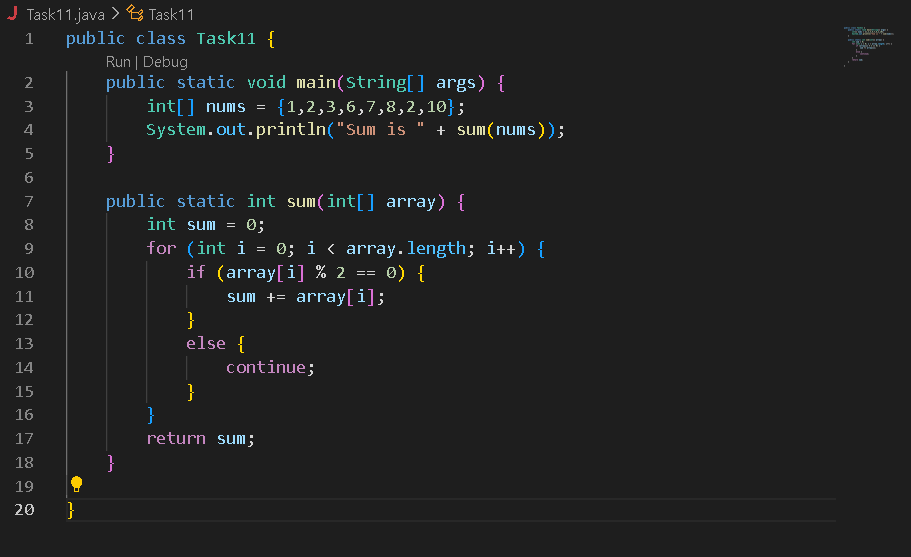 Task11.java > Task11
1 public class Task11 {
Run | Debug
2 public static void main(String[] args) {
3 int[] nums = {1,2,3,6,7,8,2,10};
4 System.out.println("Sum is " + sum(nums));
5 }
6
7 public static int sum(int[] array) {
8 int sum = 0;
9 for (int i = 0; i < array.length; i++) {
10 if (array[i] % 2 == 0) {
11 sum += array[i];
12 }
13 else {
14 continue;
15 }
16 }
17 return sum;
18 }
19
20 }